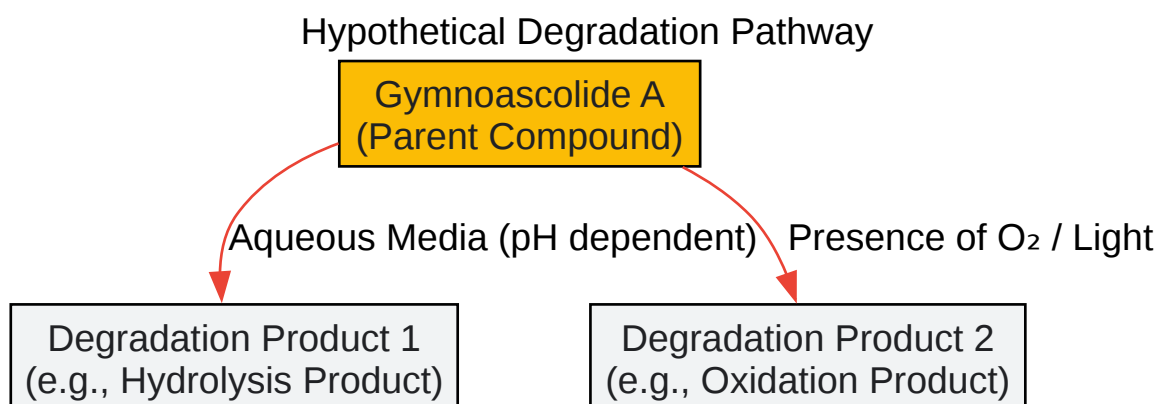 Hypothetical Degradation Pathway
Gymnoascolide A
(Parent Compound)
Aqueous Media (pH dependent)
Presence of O₂ / Light
Degradation Product 1
(e.g., Hydrolysis Product)
Degradation Product 2
(e.g., Oxidation Product)